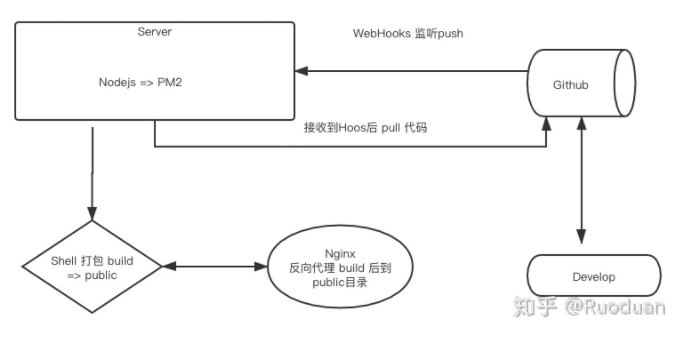 Server
WebHooks 监听push
Nodejs => PM2
Github
接收到Hoos后 pull 代码
Shell 打包 build
=> public
Nginx
反向代理 build 后到
public目录
Develop
知乎 @Ruoduan